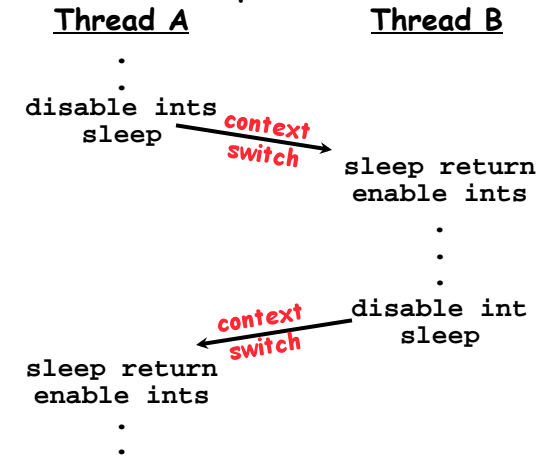 Thread A
Thread B
.
.
disable ints
sleep
context
switch
sleep return
enable ints
.
.
.
disable int
sleep
context
switch
sleep return
enable ints
.
.